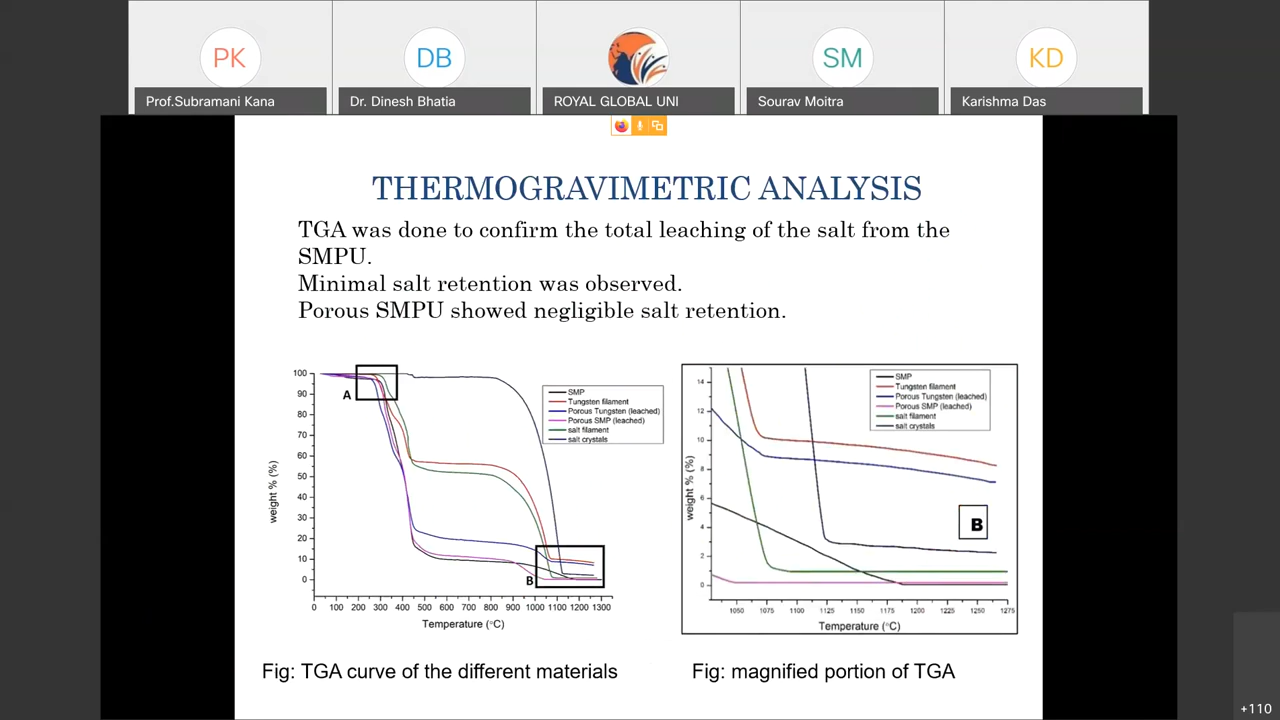 PK
DB
SM
KD
Prof.Subramani Kana
Dr. Dinesh Bhatia
ROYAL GLOBAL UNI
Sourav Moitra
Karishma Das
THERMOGRAVIMETRIC ANALYSIS
TGA was done to confirm the total leaching of the salt from the
SMPU.
Minimal salt retention was observed.
Porous SMPU showed negligible salt retention.
100
90
80
70
60
50
40
30
20
10
0
weight % (%)
A
B
SMP
Tungsten filament
Porous Tungsten (leached)
Porous SMP (leached)
salt filament
salt crystals
0 100 200 300 400 500 600 700 800 900 1000 1100 1200 1300
Temperature (°C)
14
12
10
8
6
4
2
0
weight % (%)
SMP
Tungsten filament
Porous Tungsten (leached)
Porous SMP (leached)
salt filament
salt crystals
B
1050 1075 1100 1125 1150 1175 1200 1225 1250 1275
Temperature (°C)
Fig: TGA curve of the different materials
Fig: magnified portion of TGA
+110